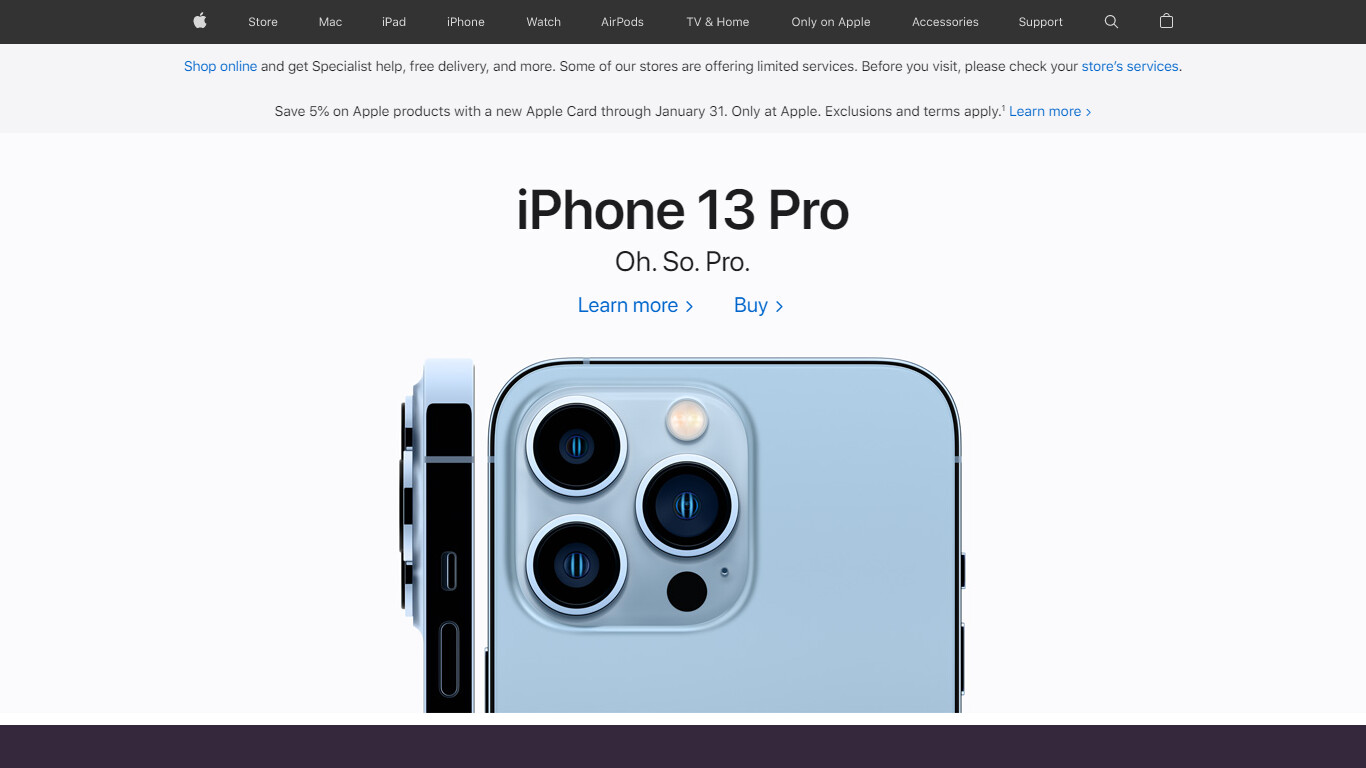 Store Mac iPad iPhone Watch AirPods TV & Home Only on Apple Accessories Support
Shop online and get Specialist help, free delivery, and more. Some of our stores are offering limited services. Before you visit, please check your store’s services.
Save 5% on Apple products with a new Apple Card through January 31. Only at Apple. Exclusions and terms apply.¹ Learn more >
iPhone 13 Pro
Oh. So. Pro.
Learn more > Buy >